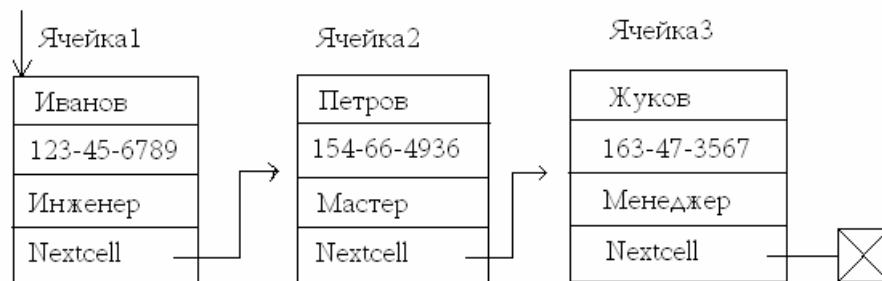 Ячейка1
Иванов
123-45-6789
Инженер
Nextcell
Ячейка2
Петров
154-66-4936
Мастер
Nextcell
Ячейка3
Жуков
163-47-3567
Менеджер
Nextcell